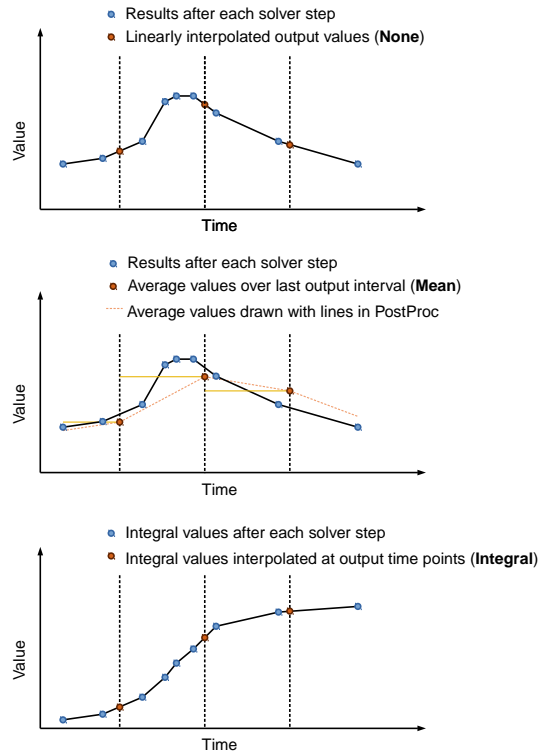 Results after each solver step
Linearly interpolated output values (None)
Value
Time
Results after each solver step
Average values over last output interval (Mean)
Average values drawn with lines in PostProc
Value
Time
Integral values after each solver step
Integral values interpolated at output time points (Integral)
Value
Time